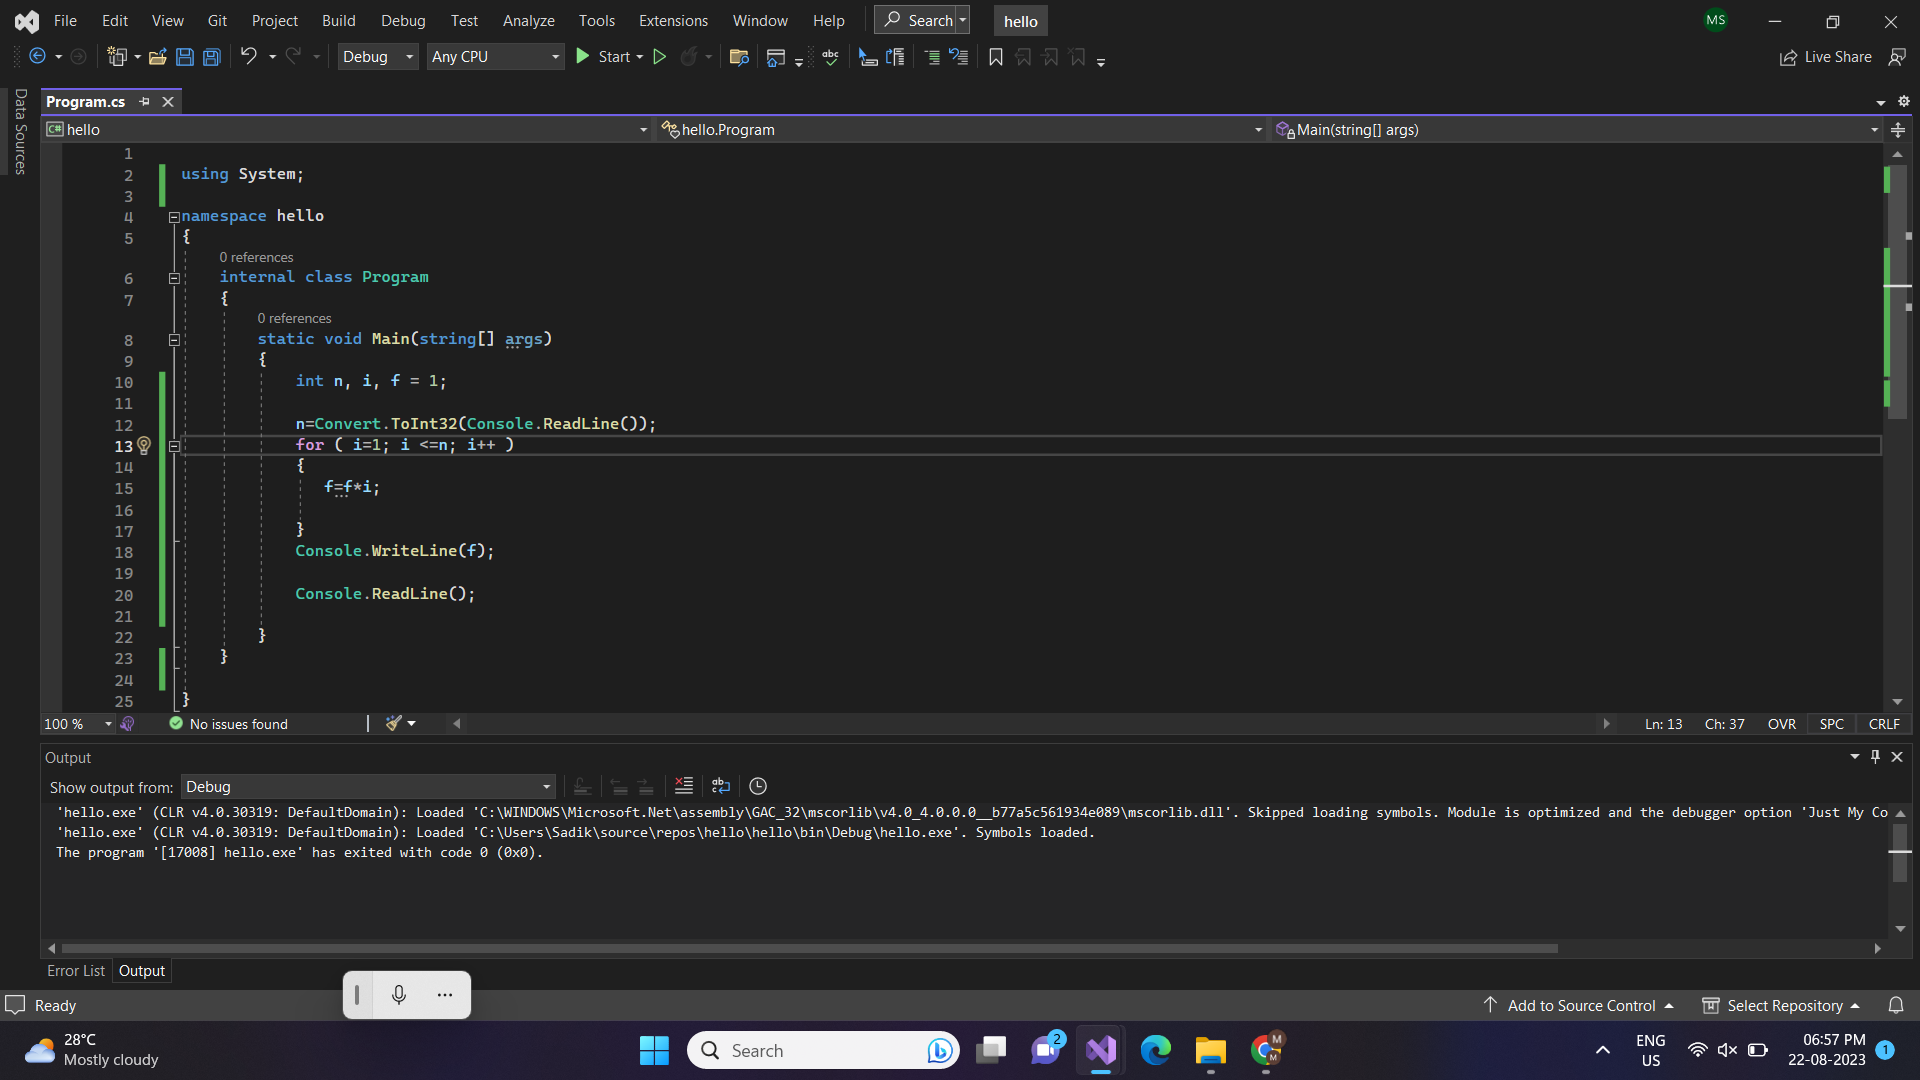 File Edit View Git Project Build Debug Test Analyze Tools Extensions Window Help Search hello MS
Debug Any CPU Start abc Live Share
Data Sources
Program.cs
C# hello hello.Program Main(string[] args)
1
2 using System;
3
4 namespace hello
5 {
0 references
6 internal class Program
7 {
0 references
8 static void Main(string[] args)
9 {
10 int n, i, f = 1;
11
12 n=Convert.ToInt32(Console.ReadLine());
13 for ( i=1; i <=n; i++ )
14 {
15 f=f*i;
16
17 }
18 Console.WriteLine(f);
19
20 Console.ReadLine();
21
22 }
23 }
24
25 }
100 % No issues found Ln: 13 Ch: 37 OVR SPC CRLF
Output
Show output from: Debug
'hello.exe' (CLR v4.0.30319: DefaultDomain): Loaded 'C:\WINDOWS\Microsoft.Net\assembly\GAC_32\mscorlib\v4.0_4.0.0.0__b77a5c561934e089\mscorlib.dll'. Skipped loading symbols. Module is optimized and the debugger option 'Just My Co
'hello.exe' (CLR v4.0.30319: DefaultDomain): Loaded 'C:\Users\Sadik\source\repos\hello\hello\bin\Debug\hello.exe'. Symbols loaded.
The program '[17008] hello.exe' has exited with code 0 (0x0).
Error List Output
Ready Add to Source Control Select Repository
28°C
Mostly cloudy
Search
2
M
M
ENG
US
06:57 PM
22-08-2023
1